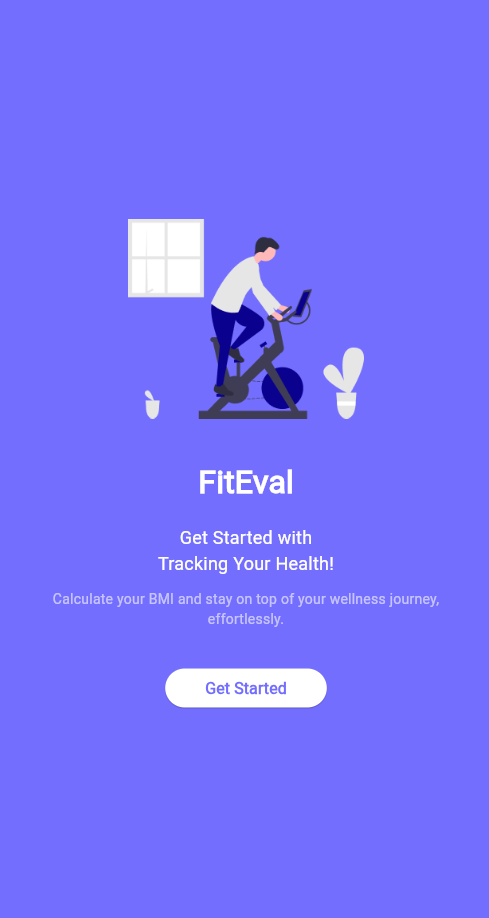 FitEval
Get Started with
Tracking Your Health!
Calculate your BMI and stay on top of your wellness journey,
effortlessly.
Get Started